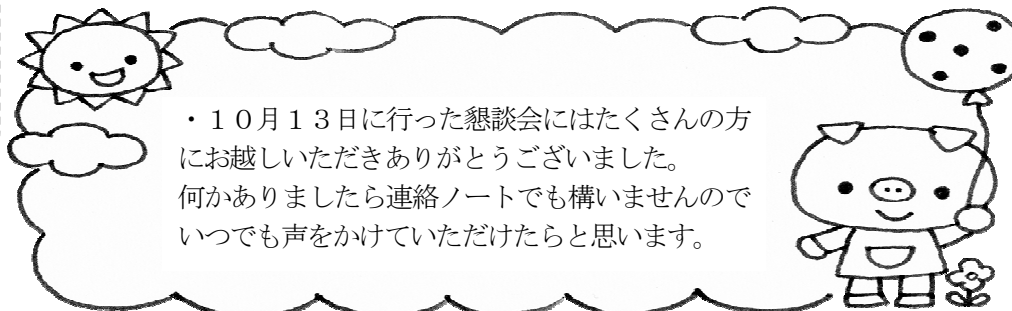 ・１０月１３日に行った懇談会にはたくさんの方
にお越しいただきありがとうございました。
何かありましたら連絡ノートでも構いませんので
いつでも声をかけていただけたらと思います。